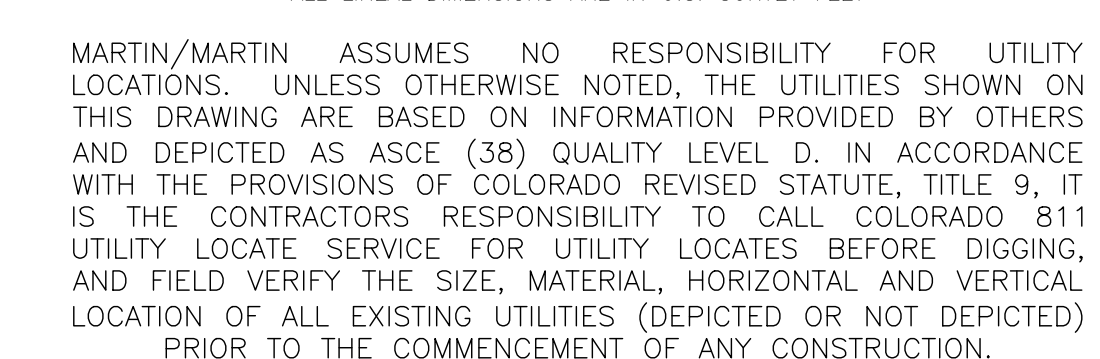 MARTIN/MARTIN ASSUMES NO RESPONSIBILITY FOR UTILITY
LOCATIONS. UNLESS OTHERWISE NOTED, THE UTILITIES SHOWN ON
THIS DRAWING ARE BASED ON INFORMATION PROVIDED BY OTHERS
AND DEPICTED AS ASCE (38) QUALITY LEVEL D. IN ACCORDANCE
WITH THE PROVISIONS OF COLORADO REVISED STATUTE, TITLE 9, IT
IS THE CONTRACTORS RESPONSIBILITY TO CALL COLORADO 811
UTILITY LOCATE SERVICE FOR UTILITY LOCATES BEFORE DIGGING,
AND FIELD VERIFY THE SIZE, MATERIAL, HORIZONTAL AND VERTICAL
LOCATION OF ALL EXISTING UTILITIES (DEPICTED OR NOT DEPICTED)
PRIOR TO THE COMMENCEMENT OF ANY CONSTRUCTION.